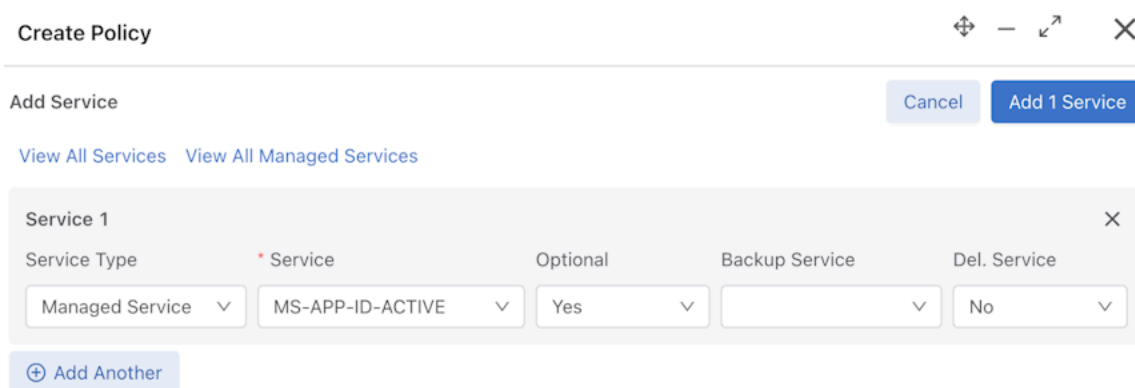 Create Policy
Add Service
Cancel
Add 1 Service
View All Services View All Managed Services
Service 1
Service Type * Service Optional Backup Service Del. Service
Managed Service MS-APP-ID-ACTIVE Yes No
Add Another